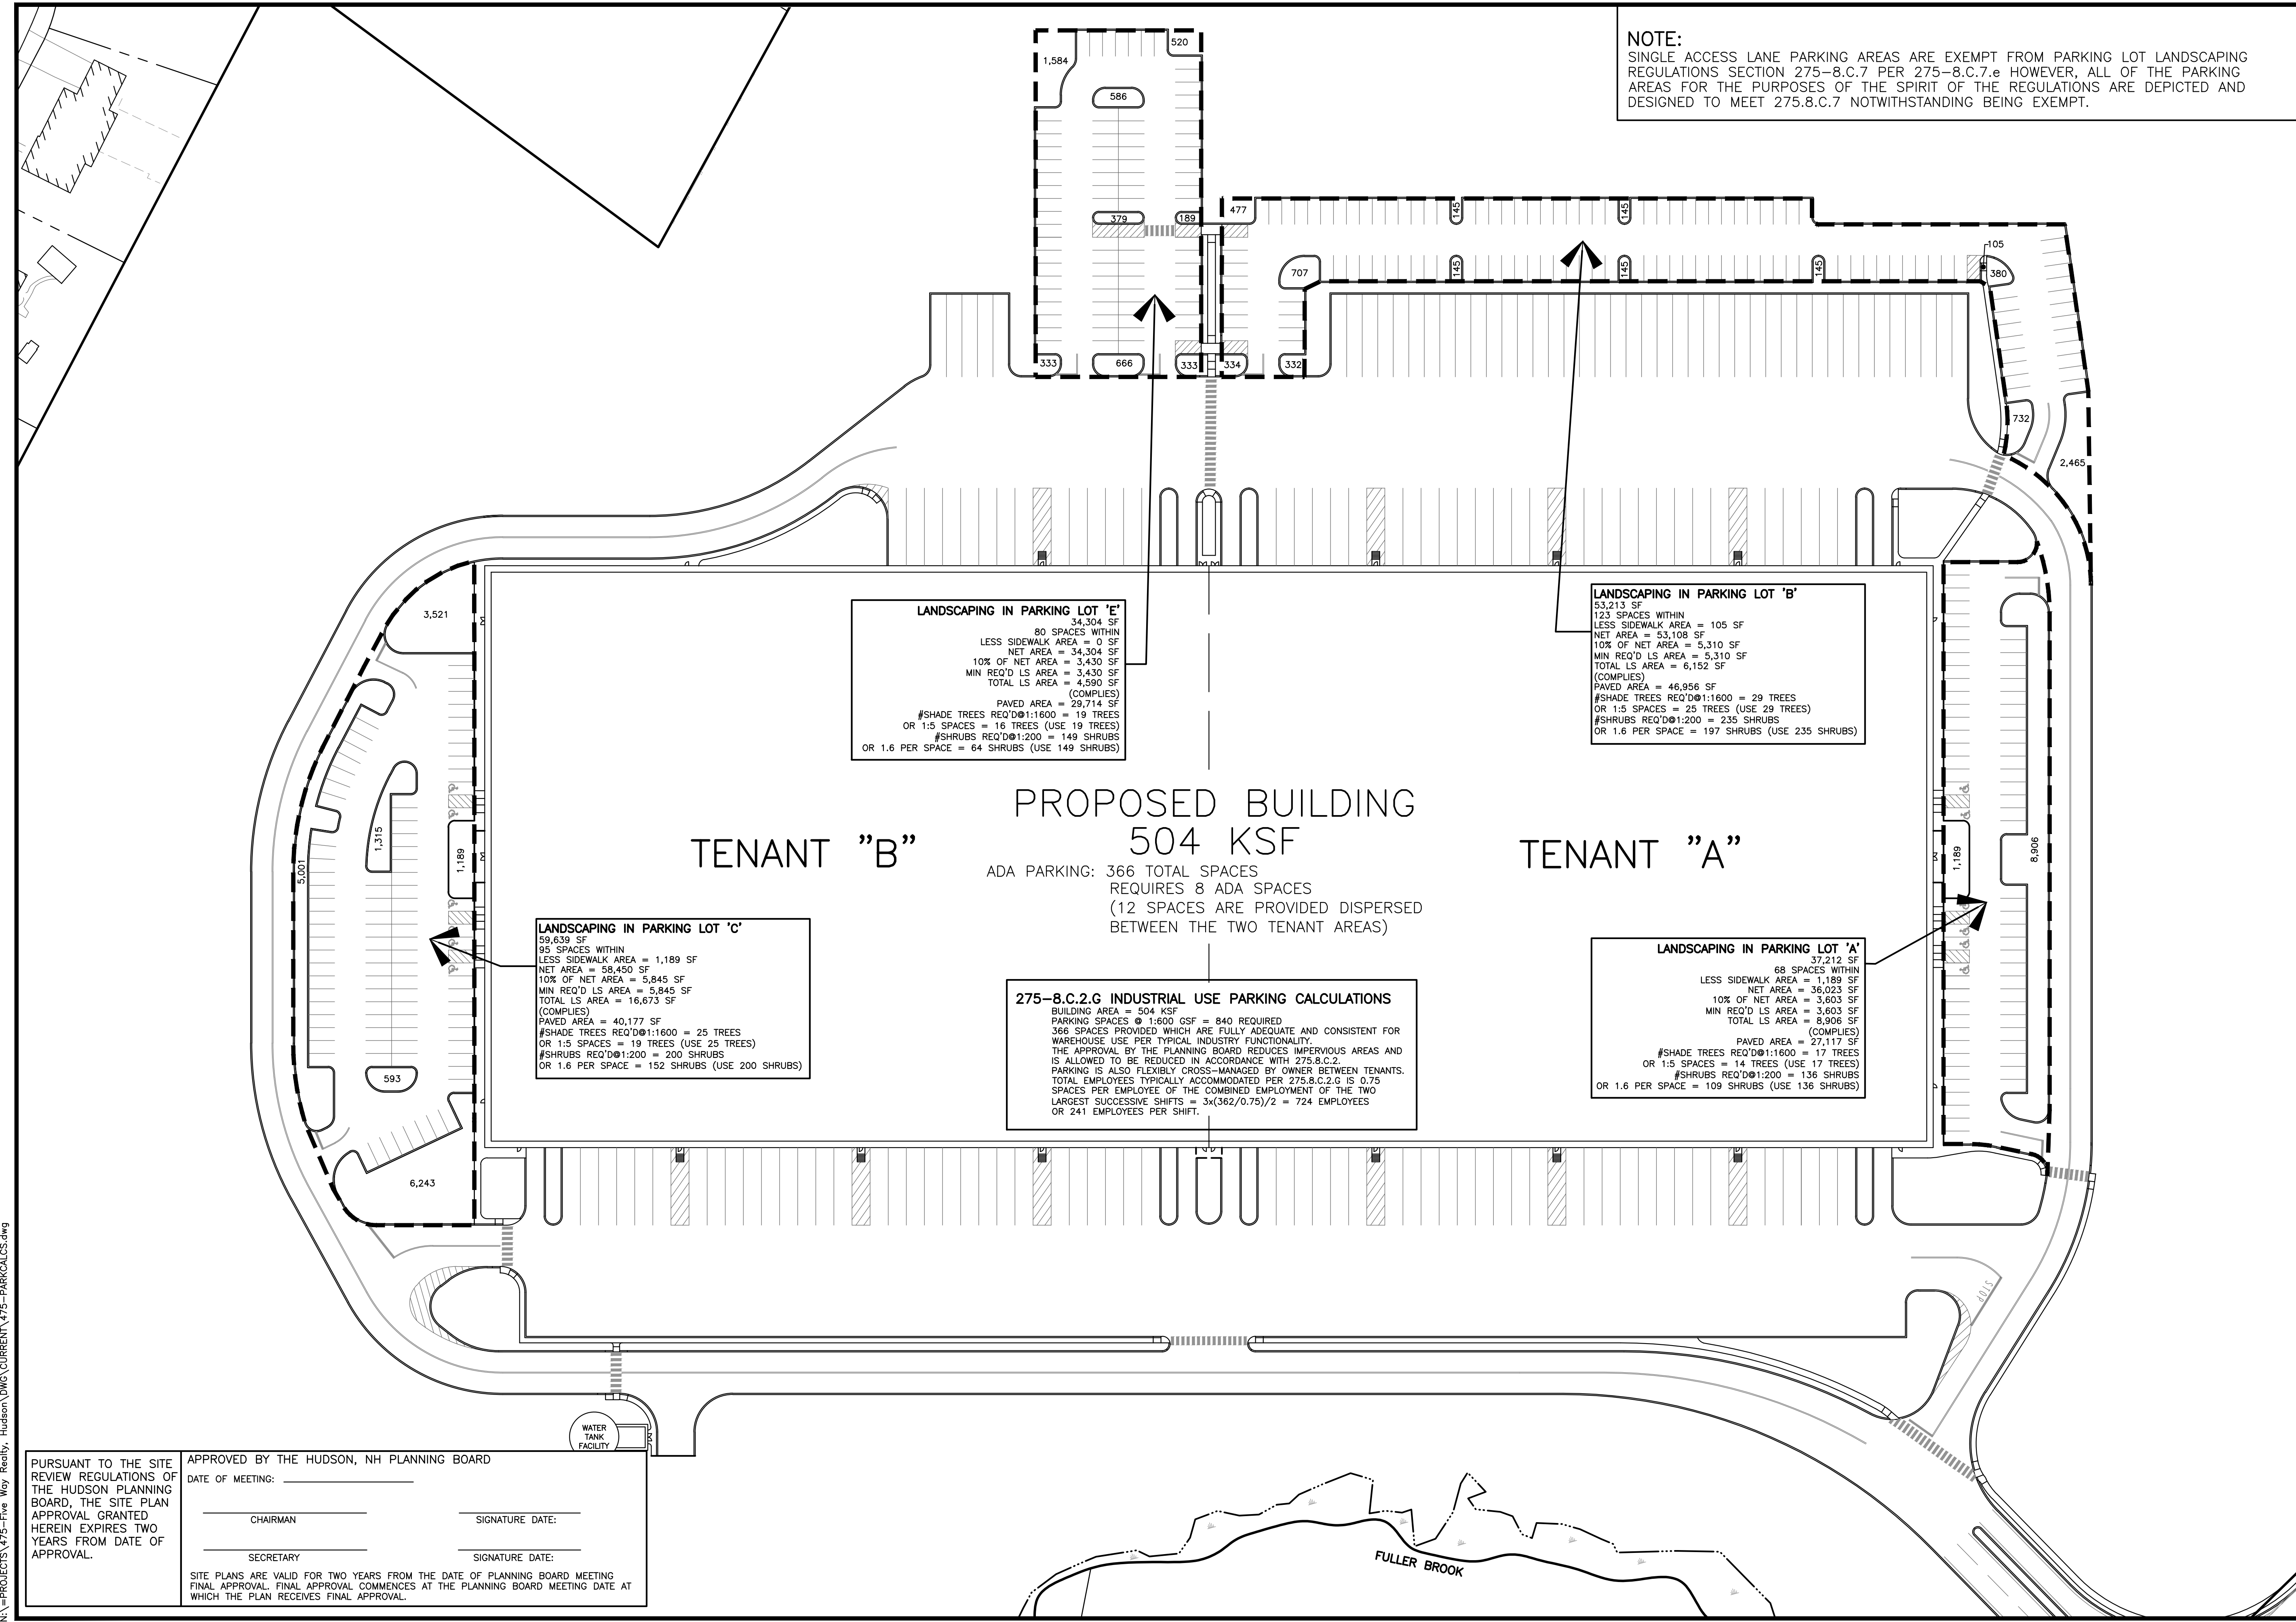 NOTE:
SINGLE ACCESS LANE PARKING AREAS ARE EXEMPT FROM PARKING LOT LANDSCAPING
REGULATIONS SECTION 275-8.C.7 PER 275-8.C.7.e HOWEVER, ALL OF THE PARKING
AREAS FOR THE PURPOSES OF THE SPIRIT OF THE REGULATIONS ARE DEPICTED AND
DESIGNED TO MEET 275.8.C.7 NOTWITHSTANDING BEING EXEMPT.
520
1,584
586
379
189
477
145
145
707
145
145
145
105
380
333
666
333
334
332
732
2,465
3,521
LANDSCAPING IN PARKING LOT 'E'
34,304 SF
80 SPACES WITHIN
LESS SIDEWALK AREA = 0 SF
NET AREA = 34,304 SF
10% OF NET AREA = 3,430 SF
MIN REQ'D LS AREA = 3,430 SF
TOTAL LS AREA = 4,590 SF
(COMPLIES)
PAVED AREA = 29,714 SF
#SHADE TREES REQ'D@1:1600 = 19 TREES
OR 1:5 SPACES = 16 TREES (USE 19 TREES)
#SHRUBS REQ'D@1:200 = 149 SHRUBS
OR 1.6 PER SPACE = 64 SHRUBS (USE 149 SHRUBS)
LANDSCAPING IN PARKING LOT 'B'
53,213 SF
123 SPACES WITHIN
LESS SIDEWALK AREA = 105 SF
NET AREA = 53,108 SF
10% OF NET AREA = 5,310 SF
MIN REQ'D LS AREA = 5,310 SF
TOTAL LS AREA = 6,152 SF
(COMPLIES)
PAVED AREA = 46,956 SF
#SHADE TREES REQ'D@1:1600 = 29 TREES
OR 1:5 SPACES = 25 TREES (USE 29 TREES)
#SHRUBS REQ'D@1:200 = 235 SHRUBS
OR 1.6 PER SPACE = 197 SHRUBS (USE 235 SHRUBS)
PROPOSED BUILDING
504 KSF
TENANT "B"
TENANT "A"
ADA PARKING: 366 TOTAL SPACES
REQUIRES 8 ADA SPACES
(12 SPACES ARE PROVIDED DISPERSED
BETWEEN THE TWO TENANT AREAS)
5,001
1,315
1,189
1,189
8,906
LANDSCAPING IN PARKING LOT 'C'
59,639 SF
95 SPACES WITHIN
LESS SIDEWALK AREA = 1,189 SF
NET AREA = 58,450 SF
10% OF NET AREA = 5,845 SF
MIN REQ'D LS AREA = 5,845 SF
TOTAL LS AREA = 16,673 SF
(COMPLIES)
PAVED AREA = 40,177 SF
#SHADE TREES REQ'D@1:1600 = 25 TREES
OR 1:5 SPACES = 19 TREES (USE 25 TREES)
#SHRUBS REQ'D@1:200 = 200 SHRUBS
OR 1.6 PER SPACE = 152 SHRUBS (USE 200 SHRUBS)
LANDSCAPING IN PARKING LOT 'A'
37,212 SF
68 SPACES WITHIN
LESS SIDEWALK AREA = 1,189 SF
NET AREA = 36,023 SF
10% OF NET AREA = 3,603 SF
MIN REQ'D LS AREA = 3,603 SF
TOTAL LS AREA = 8,906 SF
(COMPLIES)
PAVED AREA = 27,117 SF
#SHADE TREES REQ'D@1:1600 = 17 TREES
OR 1:5 SPACES = 14 TREES (USE 17 TREES)
#SHRUBS REQ'D@1:200 = 136 SHRUBS
OR 1.6 PER SPACE = 109 SHRUBS (USE 136 SHRUBS)
275-8.C.2.G INDUSTRIAL USE PARKING CALCULATIONS
BUILDING AREA = 504 KSF
PARKING SPACES @ 1:600 GSF = 840 REQUIRED
366 SPACES PROVIDED WHICH ARE FULLY ADEQUATE AND CONSISTENT FOR
WAREHOUSE USE PER TYPICAL INDUSTRY FUNCTIONALITY.
THE APPROVAL BY THE PLANNING BOARD REDUCES IMPERVIOUS AREAS AND
IS ALLOWED TO BE REDUCED IN ACCORDANCE WITH 275.8.C.2.
PARKING IS ALSO FLEXIBLY CROSS-MANAGED BY OWNER BETWEEN TENANTS.
TOTAL EMPLOYEES TYPICALLY ACCOMMODATED PER 275.8.C.2.G IS 0.75
SPACES PER EMPLOYEE OF THE COMBINED EMPLOYMENT OF THE TWO
LARGEST SUCCESSIVE SHIFTS = 3x(362/0.75)/2 = 724 EMPLOYEES
OR 241 EMPLOYEES PER SHIFT.
593
6,243
STOP
WATER
TANK
FACILITY
FULLER BROOK
PURSUANT TO THE SITE
REVIEW REGULATIONS OF
THE HUDSON PLANNING
BOARD, THE SITE PLAN
APPROVAL GRANTED
HEREIN EXPIRES TWO
YEARS FROM DATE OF
APPROVAL.
APPROVED BY THE HUDSON, NH PLANNING BOARD
DATE OF MEETING:
CHAIRMAN SIGNATURE DATE:
SECRETARY SIGNATURE DATE:
SITE PLANS ARE VALID FOR TWO YEARS FROM THE DATE OF PLANNING BOARD MEETING
FINAL APPROVAL. FINAL APPROVAL COMMENCES AT THE PLANNING BOARD MEETING DATE AT
WHICH THE PLAN RECEIVES FINAL APPROVAL.
N:\=PROJECTS\475-Five Way Realty, Hudson\DWG\CURRENT\475-PARKCALCS.dwg